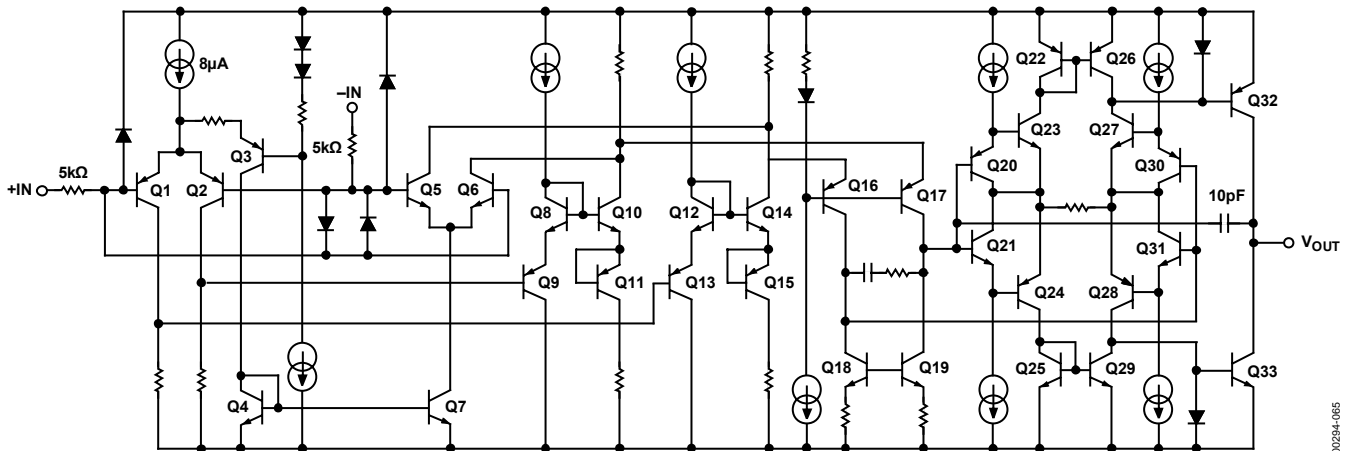 8µA
–IN
5kΩ
5kΩ
+IN
Q1
Q2
Q3
Q4
Q5
Q6
Q7
Q8
Q9
Q10
Q11
Q12
Q13
Q14
Q15
Q16
Q17
Q18
Q19
Q20
Q21
Q22
Q23
Q24
Q25
Q26
Q27
Q28
Q29
Q30
Q31
Q32
Q33
10pF
VOUT
00294-065